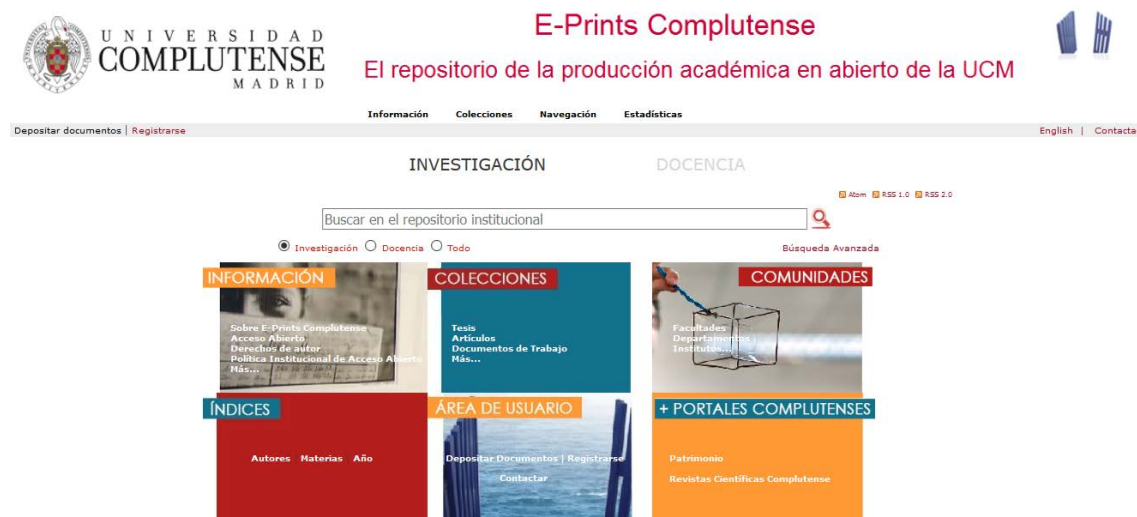 UNIVERSIDAD
COMPLUTENSE
MADRID
E-Prints Complutense
El repositorio de la producción académica en abierto de la UCM
Información Colecciones Navegación Estadísticas
Depositar documentos | Registrarse
English | Contacta
INVESTIGACIÓN DOCENCIA
Atom RSS 1.0 RSS 2.0
Buscar en el repositorio institucional
Investigación Docencia Todo
Búsqueda Avanzada
INFORMACIÓN
Sobre E-Prints Complutense
Acceso Abierto
Derechos de autor
Política Institucional de Acceso Abierto
Más...
COLECCIONES
Tesis
Artículos
Documentos de Trabajo
Más...
COMUNIDADES
Facultades
Departamentos
Institutos...
ÍNDICES
Autores Materias Año
ÁREA DE USUARIO
Depositar Documentos | Registrarse
Contactar
+ PORTALES COMPLUTENSES
Patrimonio
Revistas Científicas Complutense